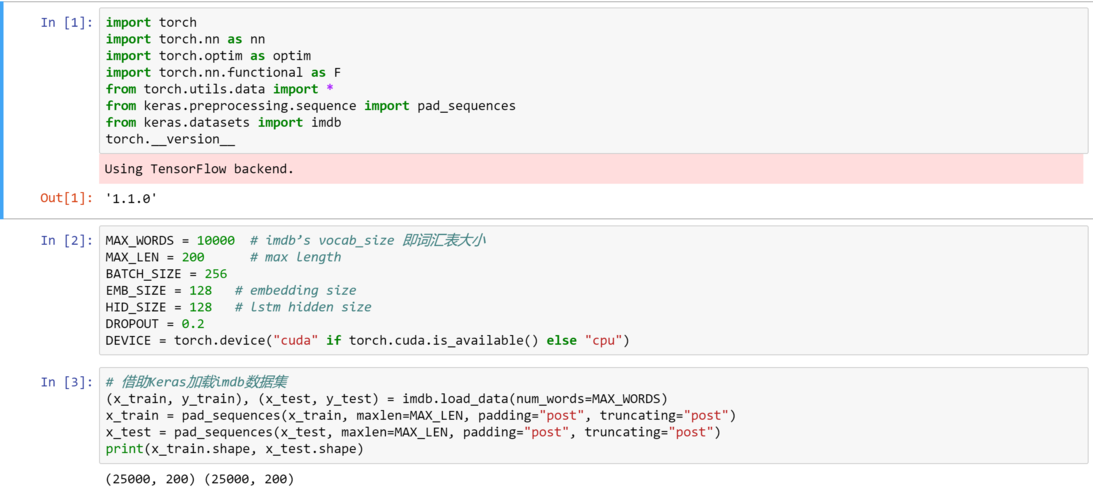 In [1]:
import torch
import torch.nn as nn
import torch.optim as optim
import torch.nn.functional as F
from torch.utils.data import *
from keras.preprocessing.sequence import pad_sequences
from keras.datasets import imdb
torch.__version__
Using TensorFlow backend.
Out[1]: '1.1.0'
In [2]:
MAX_WORDS = 10000  # imdb’s vocab_size 即词汇表大小
MAX_LEN = 200      # max length
BATCH_SIZE = 256
EMB_SIZE = 128   # embedding size
HID_SIZE = 128   # lstm hidden size
DROPOUT = 0.2
DEVICE = torch.device("cuda" if torch.cuda.is_available() else "cpu")
In [3]:
# 借助Keras加载imdb数据集
(x_train, y_train), (x_test, y_test) = imdb.load_data(num_words=MAX_WORDS)
x_train = pad_sequences(x_train, maxlen=MAX_LEN, padding="post", truncating="post")
x_test = pad_sequences(x_test, maxlen=MAX_LEN, padding="post", truncating="post")
print(x_train.shape, x_test.shape)
(25000, 200) (25000, 200)